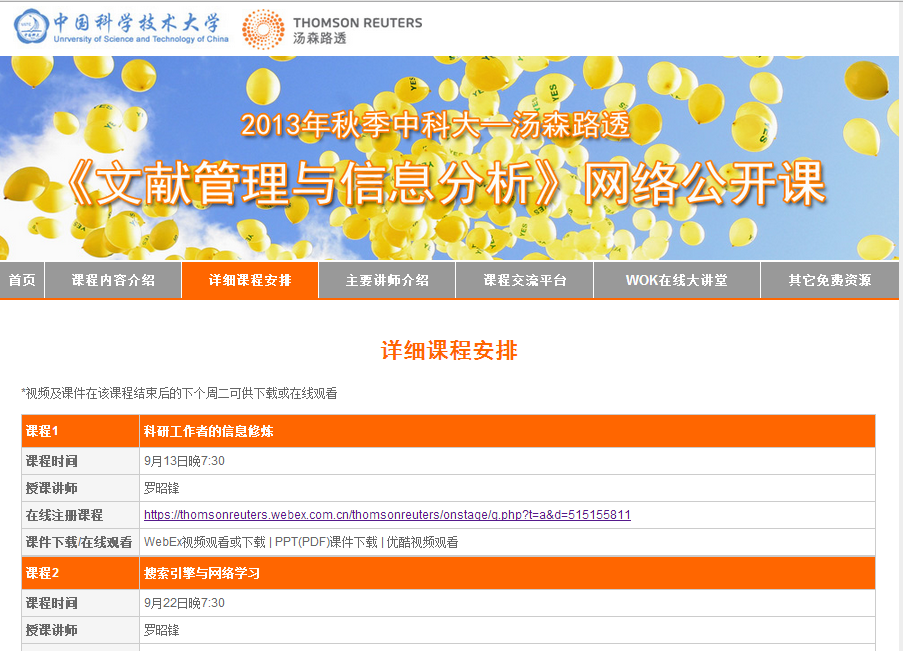 中国科学技术大学
University of Science and Technology of China
THOMSON REUTERS
汤森路透
2013年秋季中科大—汤森路透
《文献管理与信息分析》网络公开课
首页 课程内容介绍 详细课程安排 主要讲师介绍 课程交流平台 WOK在线大讲堂 其它免费资源
详细课程安排
*视频及课件在该课程结束后的下个周二可供下载或在线观看
课程1 科研工作者的信息修炼
课程时间 9月13日晚7:30
授课讲师 罗昭锋
在线注册课程 https://thomsonreuters.webex.com.cn/thomsonreuters/onstage/g.php?t=a&d=515155811
课件下载/在线观看 WebEx视频观看或下载 | PPT(PDF)课件下载 | 优酷视频观看
课程2 搜索引擎与网络学习
课程时间 9月22日晚7:30
授课讲师 罗昭锋